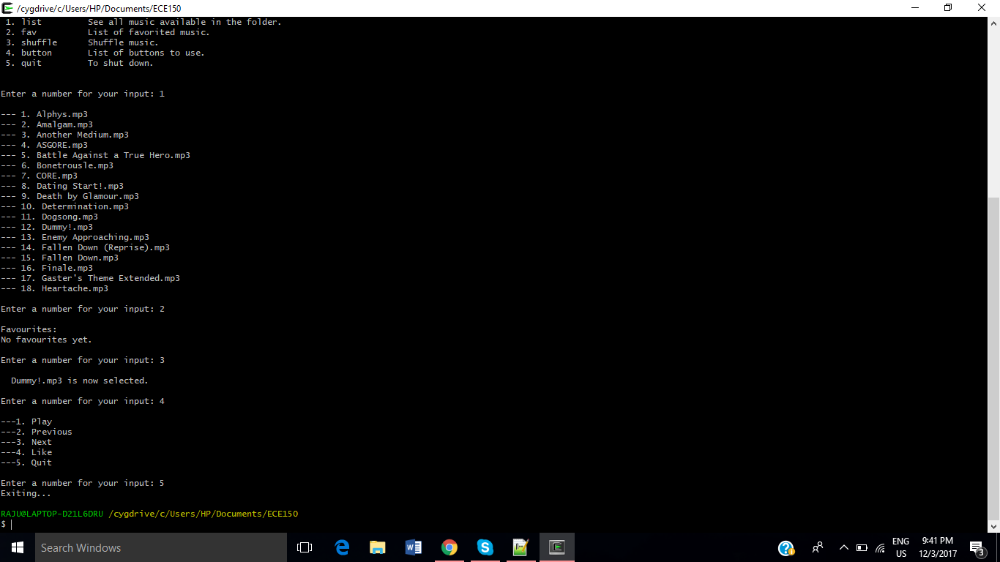 /cygdrive/c/Users/HP/Documents/ECE150
1. list See all music available in the folder.
2. fav List of favorited music.
3. shuffle Shuffle music.
4. button List of buttons to use.
5. quit To shut down.
Enter a number for your input: 1
--- 1. Alphys.mp3
--- 2. Amalgam.mp3
--- 3. Another Medium.mp3
--- 4. ASGORE.mp3
--- 5. Battle Against a True Hero.mp3
--- 6. Bonetrousle.mp3
--- 7. CORE.mp3
--- 8. Dating Start!.mp3
--- 9. Death by Glamour.mp3
--- 10. Determination.mp3
--- 11. Dogsong.mp3
--- 12. Dummy!.mp3
--- 13. Enemy Approaching.mp3
--- 14. Fallen Down (Reprise).mp3
--- 15. Fallen Down.mp3
--- 16. Finale.mp3
--- 17. Gaster's Theme Extended.mp3
--- 18. Heartache.mp3
Enter a number for your input: 2
Favourites:
No favourites yet.
Enter a number for your input: 3
Dummy!.mp3 is now selected.
Enter a number for your input: 4
---1. Play
---2. Previous
---3. Next
---4. Like
---5. Quit
Enter a number for your input: 5
Exiting...
RAJU@LAPTOP-D21L6DRU /cygdrive/c/Users/HP/Documents/ECE150
$
Search Windows
ENG
US
9:41 PM
12/3/2017
3